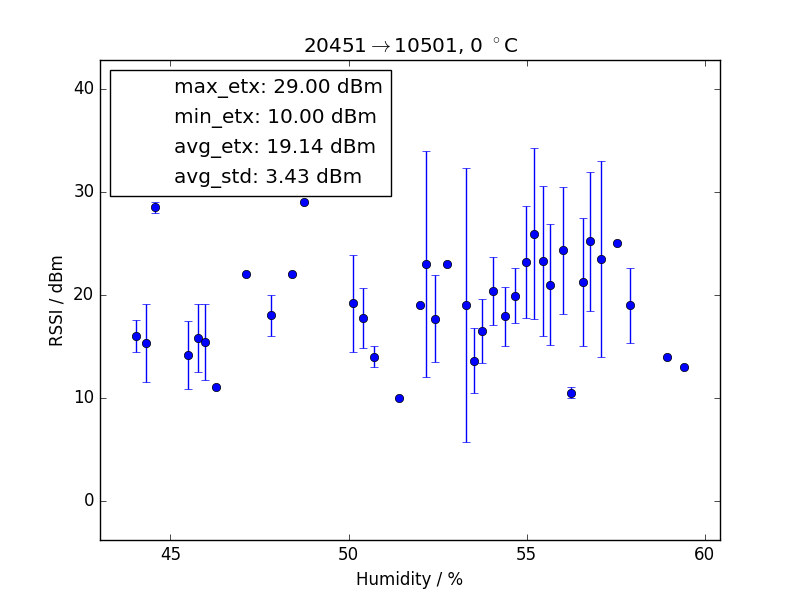 20451→10501, 0 °C
max_etx: 29.00 dBm
min_etx: 10.00 dBm
avg_etx: 19.14 dBm
avg_std: 3.43 dBm
RSSI / dBm
40
30
20
10
0
45 50 55 60
Humidity / %